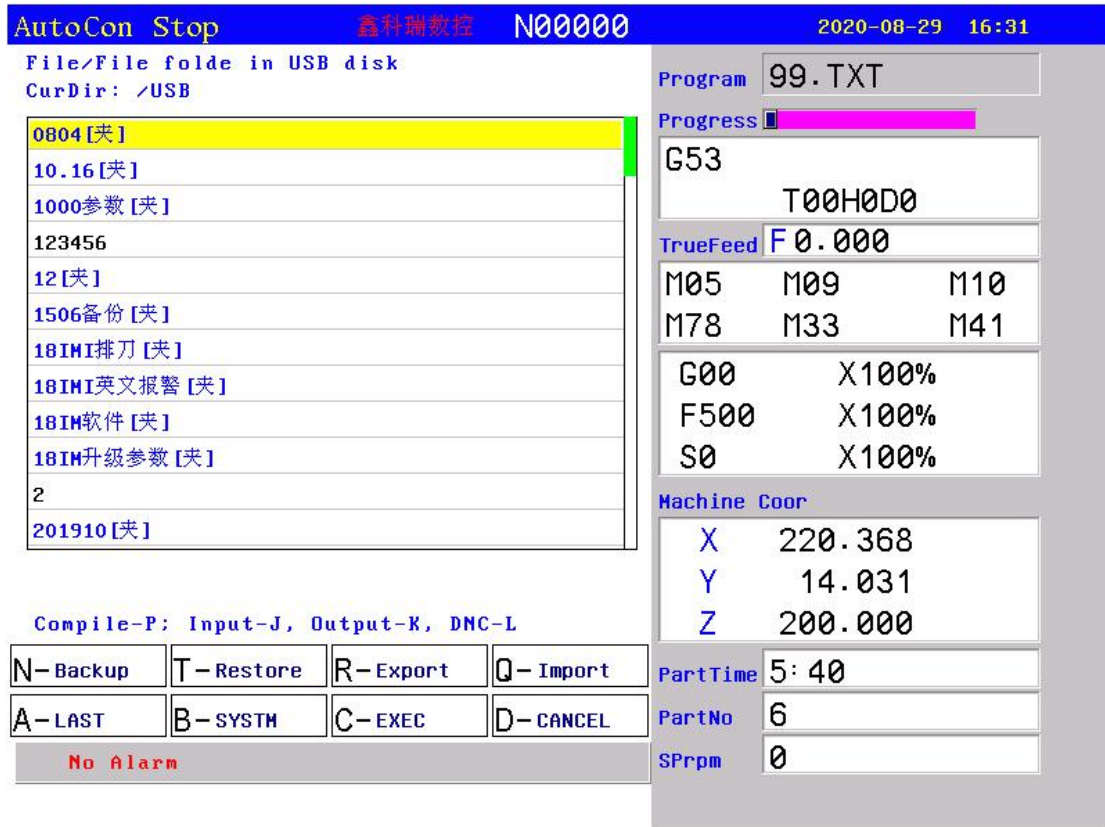 AutoCon Stop 鑫科瑞数控 N00000 2020-08-29 16:31
File/File folde in USB disk
CurDir: /USB
0804[夹]
10.16[夹]
1000参数[夹]
123456
12[夹]
1506备份[夹]
18IMI排刀[夹]
18IMI英文报警[夹]
18IM软件[夹]
18IM升级参数[夹]
2
201910[夹]
Compile-P; Input-J, Output-K, DNC-L
N-Backup T-Restore R-Export Q-Import
A-LAST B-SYSTM C-EXEC D-CANCEL
No Alarm
Program 99.TXT
Progress
G53
T00H0D0
TrueFeed F 0.000
M05 M09 M10
M78 M33 M41
G00 X100%
F500 X100%
S0 X100%
Machine Coor
X 220.368
Y 14.031
Z 200.000
PartTime 5:40
PartNo 6
SPrpm 0